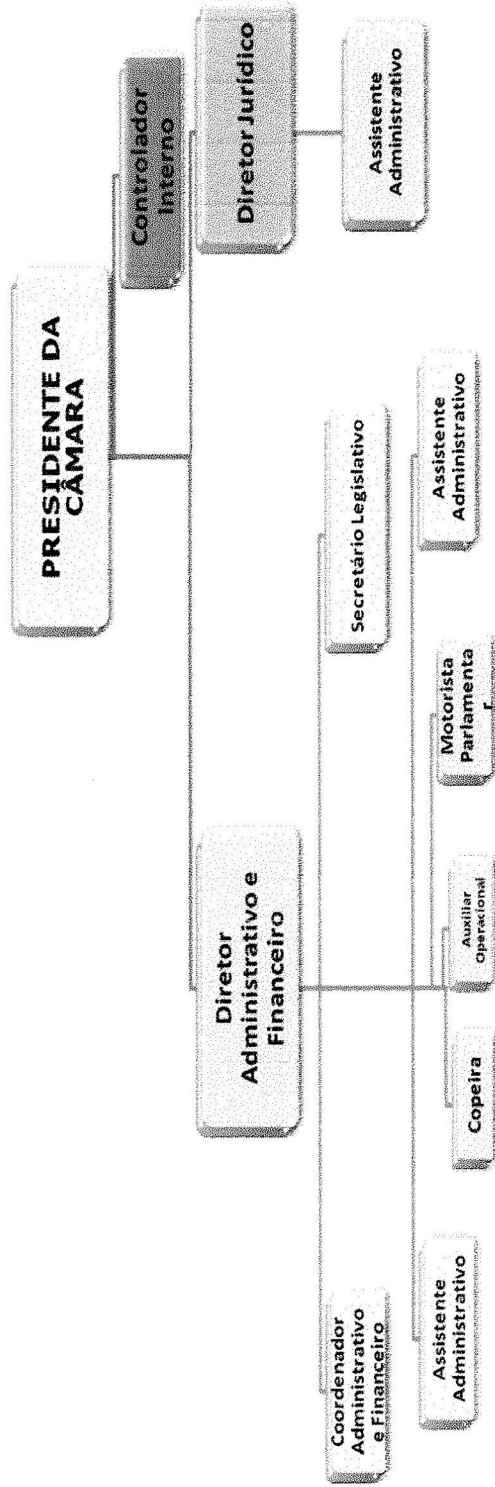 PRESIDENTE DA
CÂMARA
Controlador
Interno
Diretor
Administrativo e
Financeiro
Diretor Jurídico
Coordenador
Administrativo
e Financeiro
Secretário Legislativo
Assistente
Administrativo
Assistente
Administrativo
Copeira
Auxiliar
Operacional
Motorista
Parlamenta
r
Assistente
Administrativo